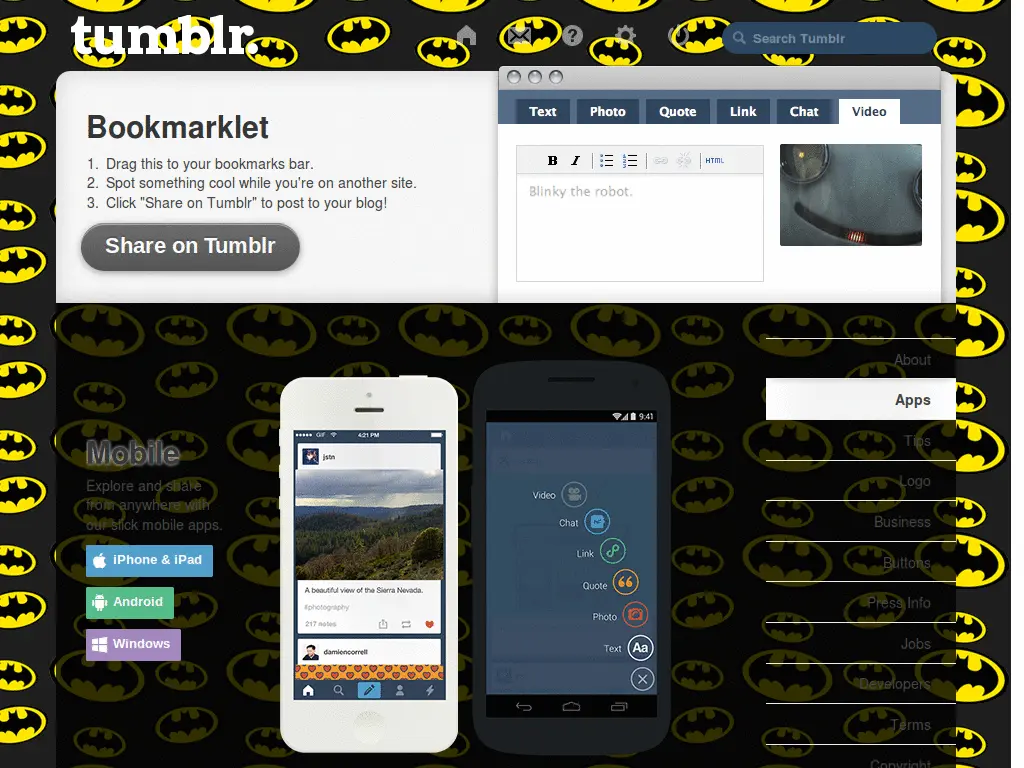 tumblr.
?
Search Tumblr
Bookmarklet
1. Drag this to your bookmarks bar.
2. Spot something cool while you're on another site.
3. Click "Share on Tumblr" to post to your blog!
Share on Tumblr
Text Photo Quote Link Chat Video
B I HTML
Blinky the robot.
About
Apps
Tips
Logo
Business
Buttons
Press Info
Jobs
Developers
Terms
Copyright
Mobile
Explore and share
from anywhere with
our slick mobile apps.
iPhone & iPad
Android
Windows
GIF 4:21 PM
jstn
A beautiful view of the Sierra Nevada.
#photography
217 notes
damiencorrell
9:41
Video
Chat
Link
Quote
Photo
Text Aa